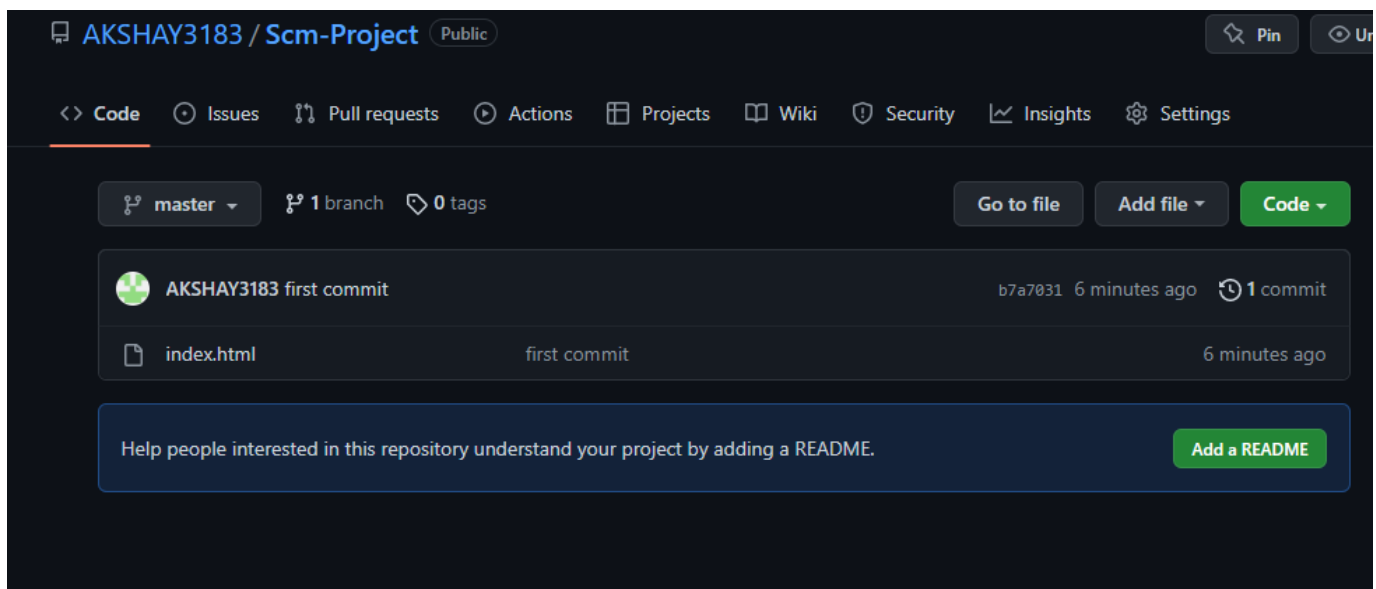 AKSHAY3183 / Scm-Project Public Pin
Code Issues Pull requests Actions Projects Wiki Security Insights Settings
master 1 branch 0 tags Go to file Add file Code
AKSHAY3183 first commit b7a7031 6 minutes ago 1 commit
index.html first commit 6 minutes ago
Help people interested in this repository understand your project by adding a README. Add a README